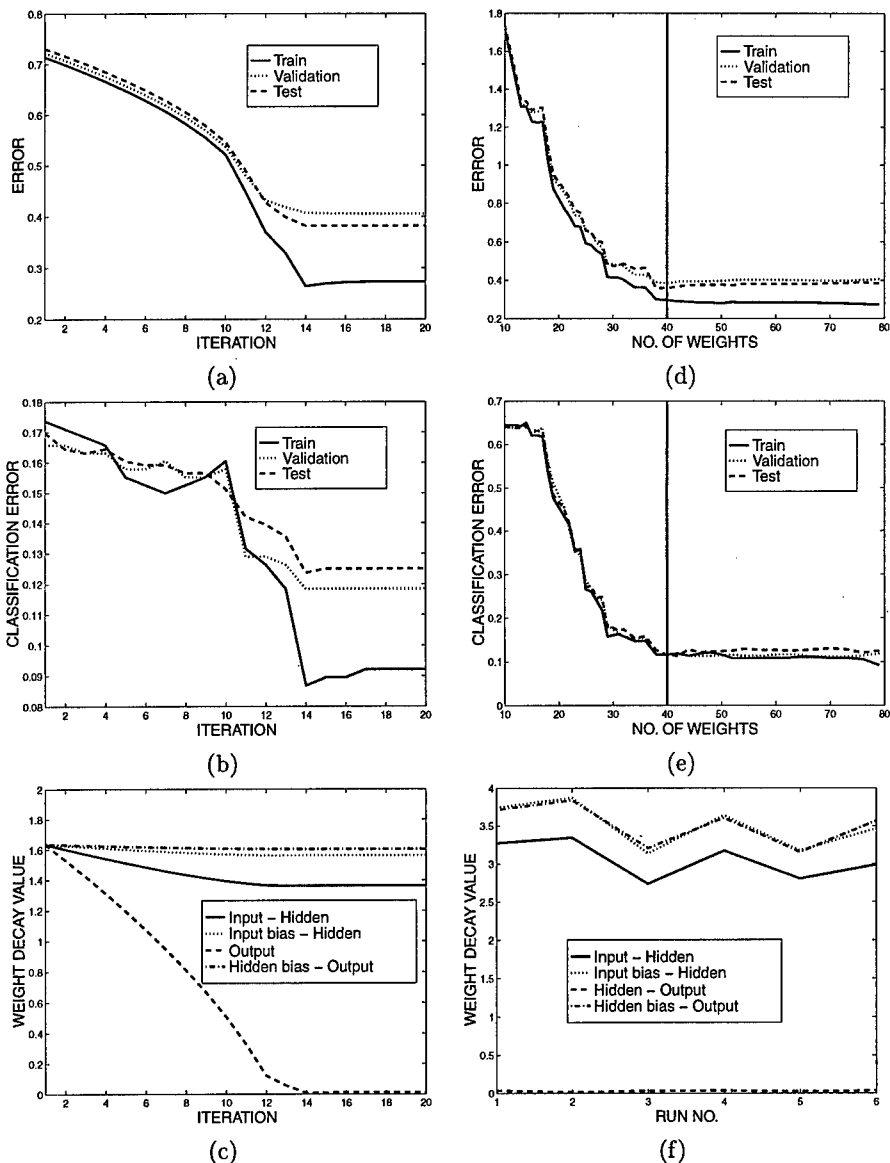 0.8
0.7
0.6
0.5
0.4
0.3
0.2
ERROR
Train
Validation
Test
2 4 6 8 10 12 14 16 18 20
ITERATION
(a)
1.8
1.6
1.4
1.2
1
0.8
0.6
0.4
0.2
ERROR
Train
Validation
Test
10 20 30 40 50 60 70 80
NO. OF WEIGHTS
(d)
0.18
0.17
0.16
0.15
0.14
0.13
0.12
0.11
0.1
0.09
0.08
CLASSIFICATION ERROR
Train
Validation
Test
2 4 6 8 10 12 14 16 18 20
ITERATION
(b)
0.7
0.6
0.5
0.4
0.3
0.2
0.1
0
CLASSIFICATION ERROR
Train
Validation
Test
10 20 30 40 50 60 70 80
NO. OF WEIGHTS
(e)
2
1.8
1.6
1.4
1.2
1
0.8
0.6
0.4
0.2
0
WEIGHT DECAY VALUE
Input – Hidden
Input bias – Hidden
Output
Hidden bias – Output
2 4 6 8 10 12 14 16 18 20
ITERATION
(c)
4
3.5
3
2.5
2
1.5
1
0.5
0
WEIGHT DECAY VALUE
Input – Hidden
Input bias – Hidden
Hidden – Output
Hidden bias – Output
1 2 3 4 5 6
RUN NO.
(f)